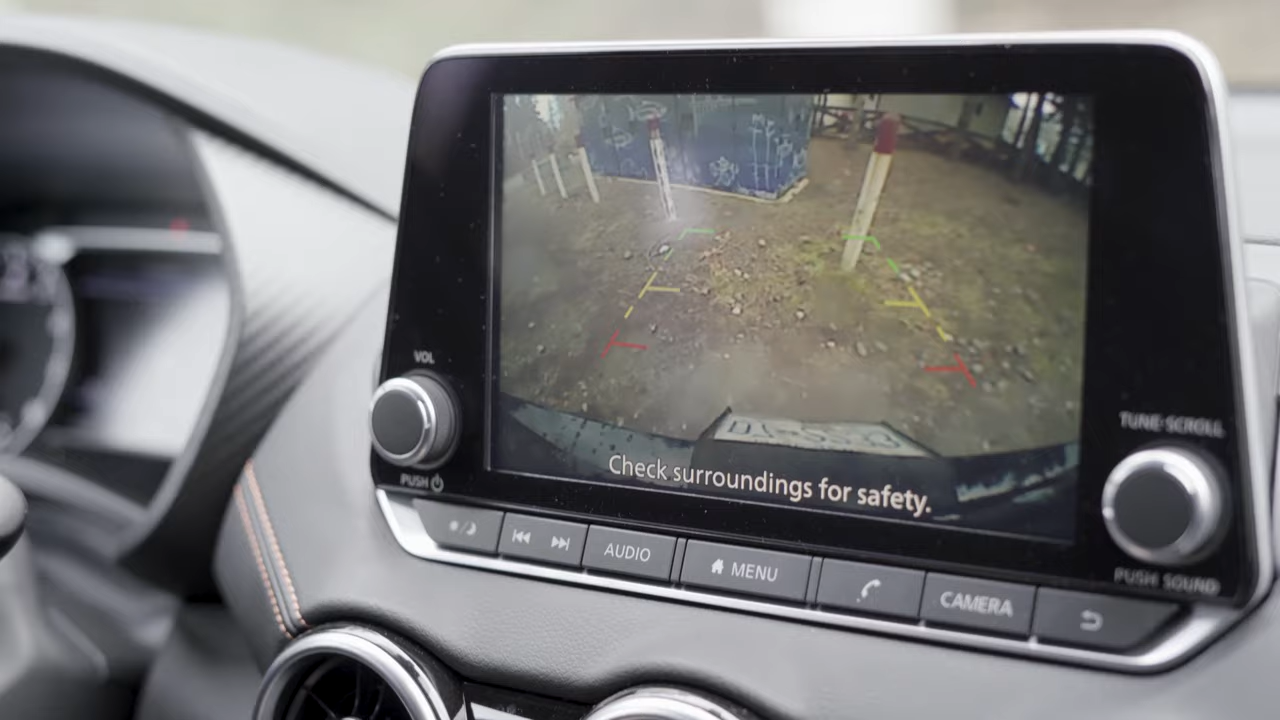 VOL
PUSH
TUNE·SCROLL
PUSH SOUND
Check surroundings for safety.
AUDIO
MENU
CAMERA